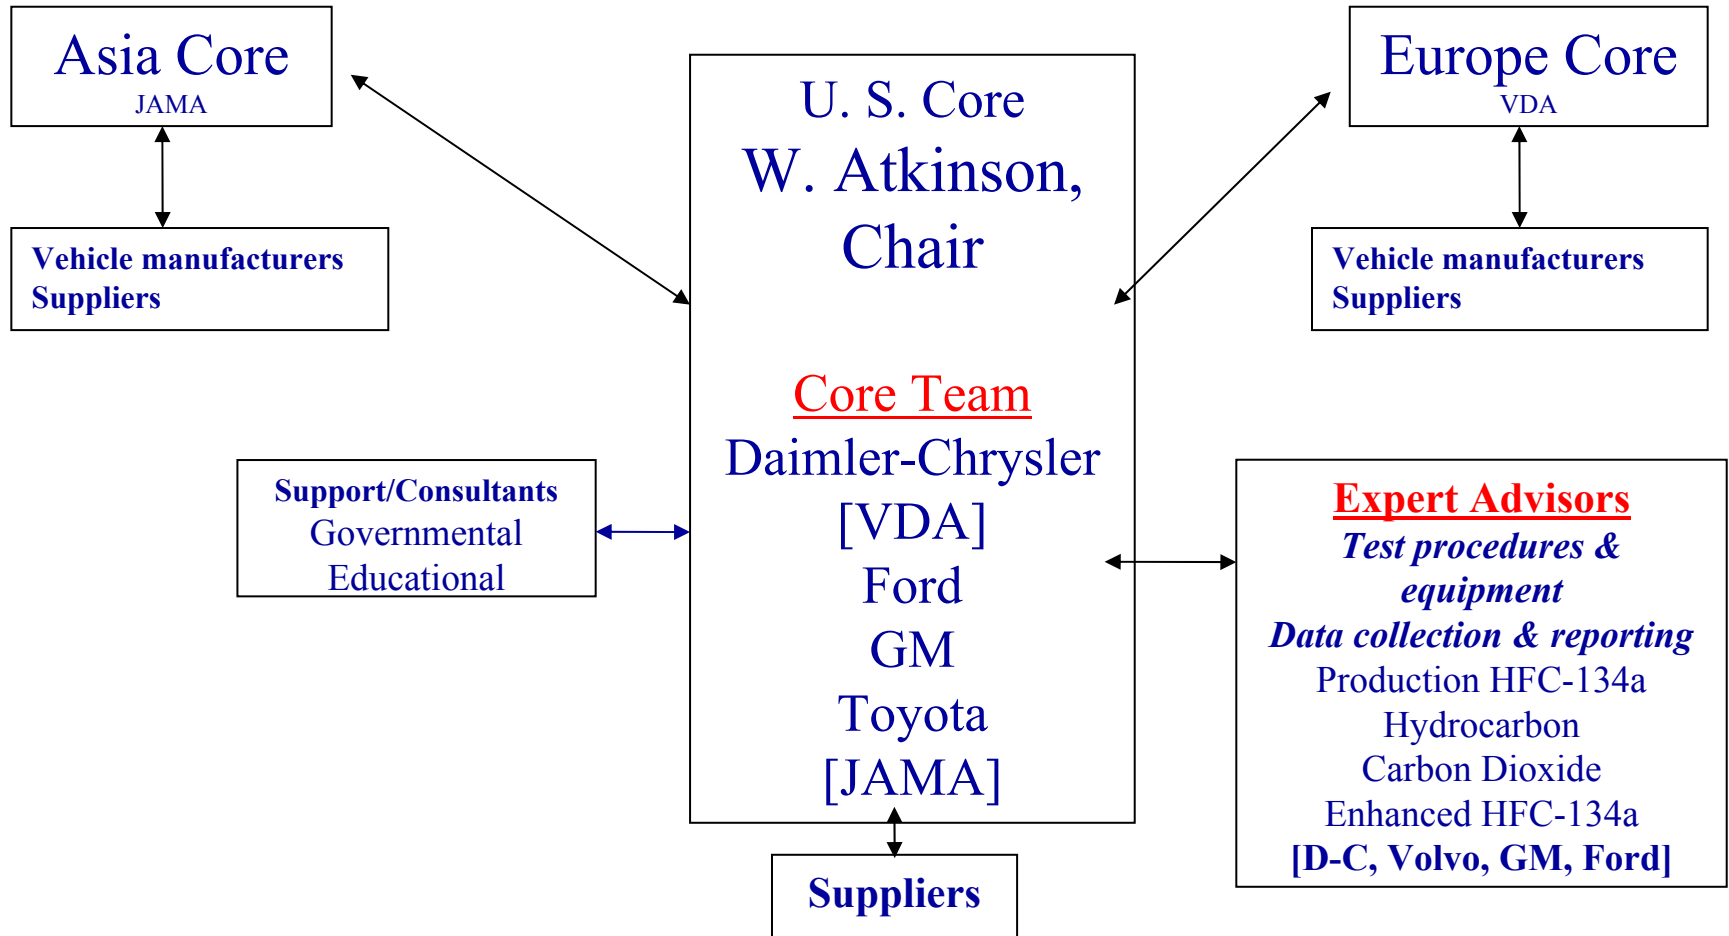 Asia Core
JAMA
Vehicle manufacturers
Suppliers
U. S. Core
W. Atkinson,
Chair
Core Team
Daimler-Chrysler
[VDA]
Ford
GM
Toyota
[JAMA]
Europe Core
VDA
Vehicle manufacturers
Suppliers
Support/Consultants
Governmental
Educational
Expert Advisors
Test procedures &
equipment
Data collection & reporting
Production HFC-134a
Hydrocarbon
Carbon Dioxide
Enhanced HFC-134a
[D-C, Volvo, GM, Ford]
Suppliers